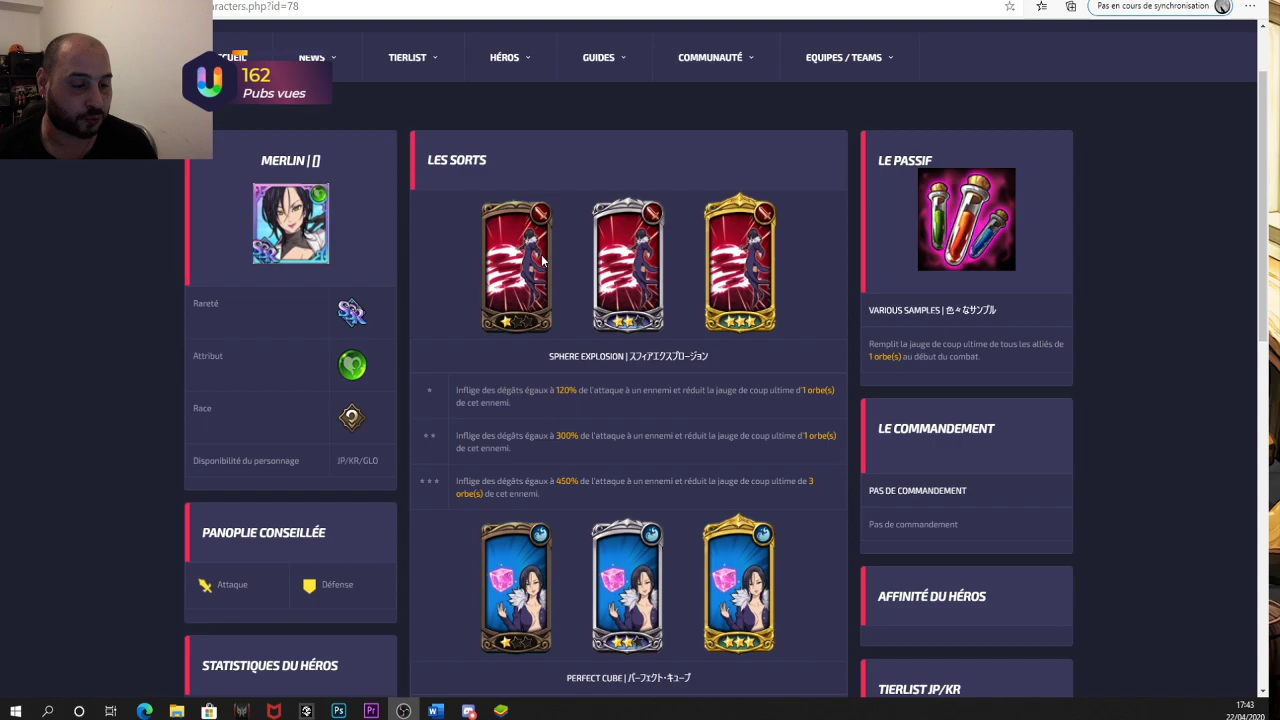 aracters.php?id=78
Pas en cours de synchronisation
NEWS
TIERLIST
HÉROS
GUIDES
COMMUNAUTÉ
EQUIPES / TEAMS
162
Pubs vues
MERLIN | []
Rareté
SSR
Attribut
Race
Disponibilité du personnage
JP/KR/GLO
PANOPLIE CONSEILLÉE
Attaque
Défense
STATISTIQUES DU HÉROS
LES SORTS
SPHERE EXPLOSION | スフィアエクスプロージョン
Inflige des dégâts égaux à 120% de l'attaque à un ennemi et réduit la jauge de coup ultime d'1 orbe(s)
de cet ennemi.
Inflige des dégâts égaux à 300% de l'attaque à un ennemi et réduit la jauge de coup ultime d'1 orbe(s)
de cet ennemi.
Inflige des dégâts égaux à 450% de l'attaque à un ennemi et réduit la jauge de coup ultime de 3
orbe(s) de cet ennemi.
PERFECT CUBE | パーフェクト・キューブ
LE PASSIF
VARIOUS SAMPLES | 色々なサンプル
Remplit la jauge de coup ultime de tous les alliés de
1 orbe(s) au début du combat.
LE COMMANDEMENT
PAS DE COMMANDEMENT
Pas de commandement
AFFINITÉ DU HÉROS
TIERLIST JP/KR
17:43
22/04/2020